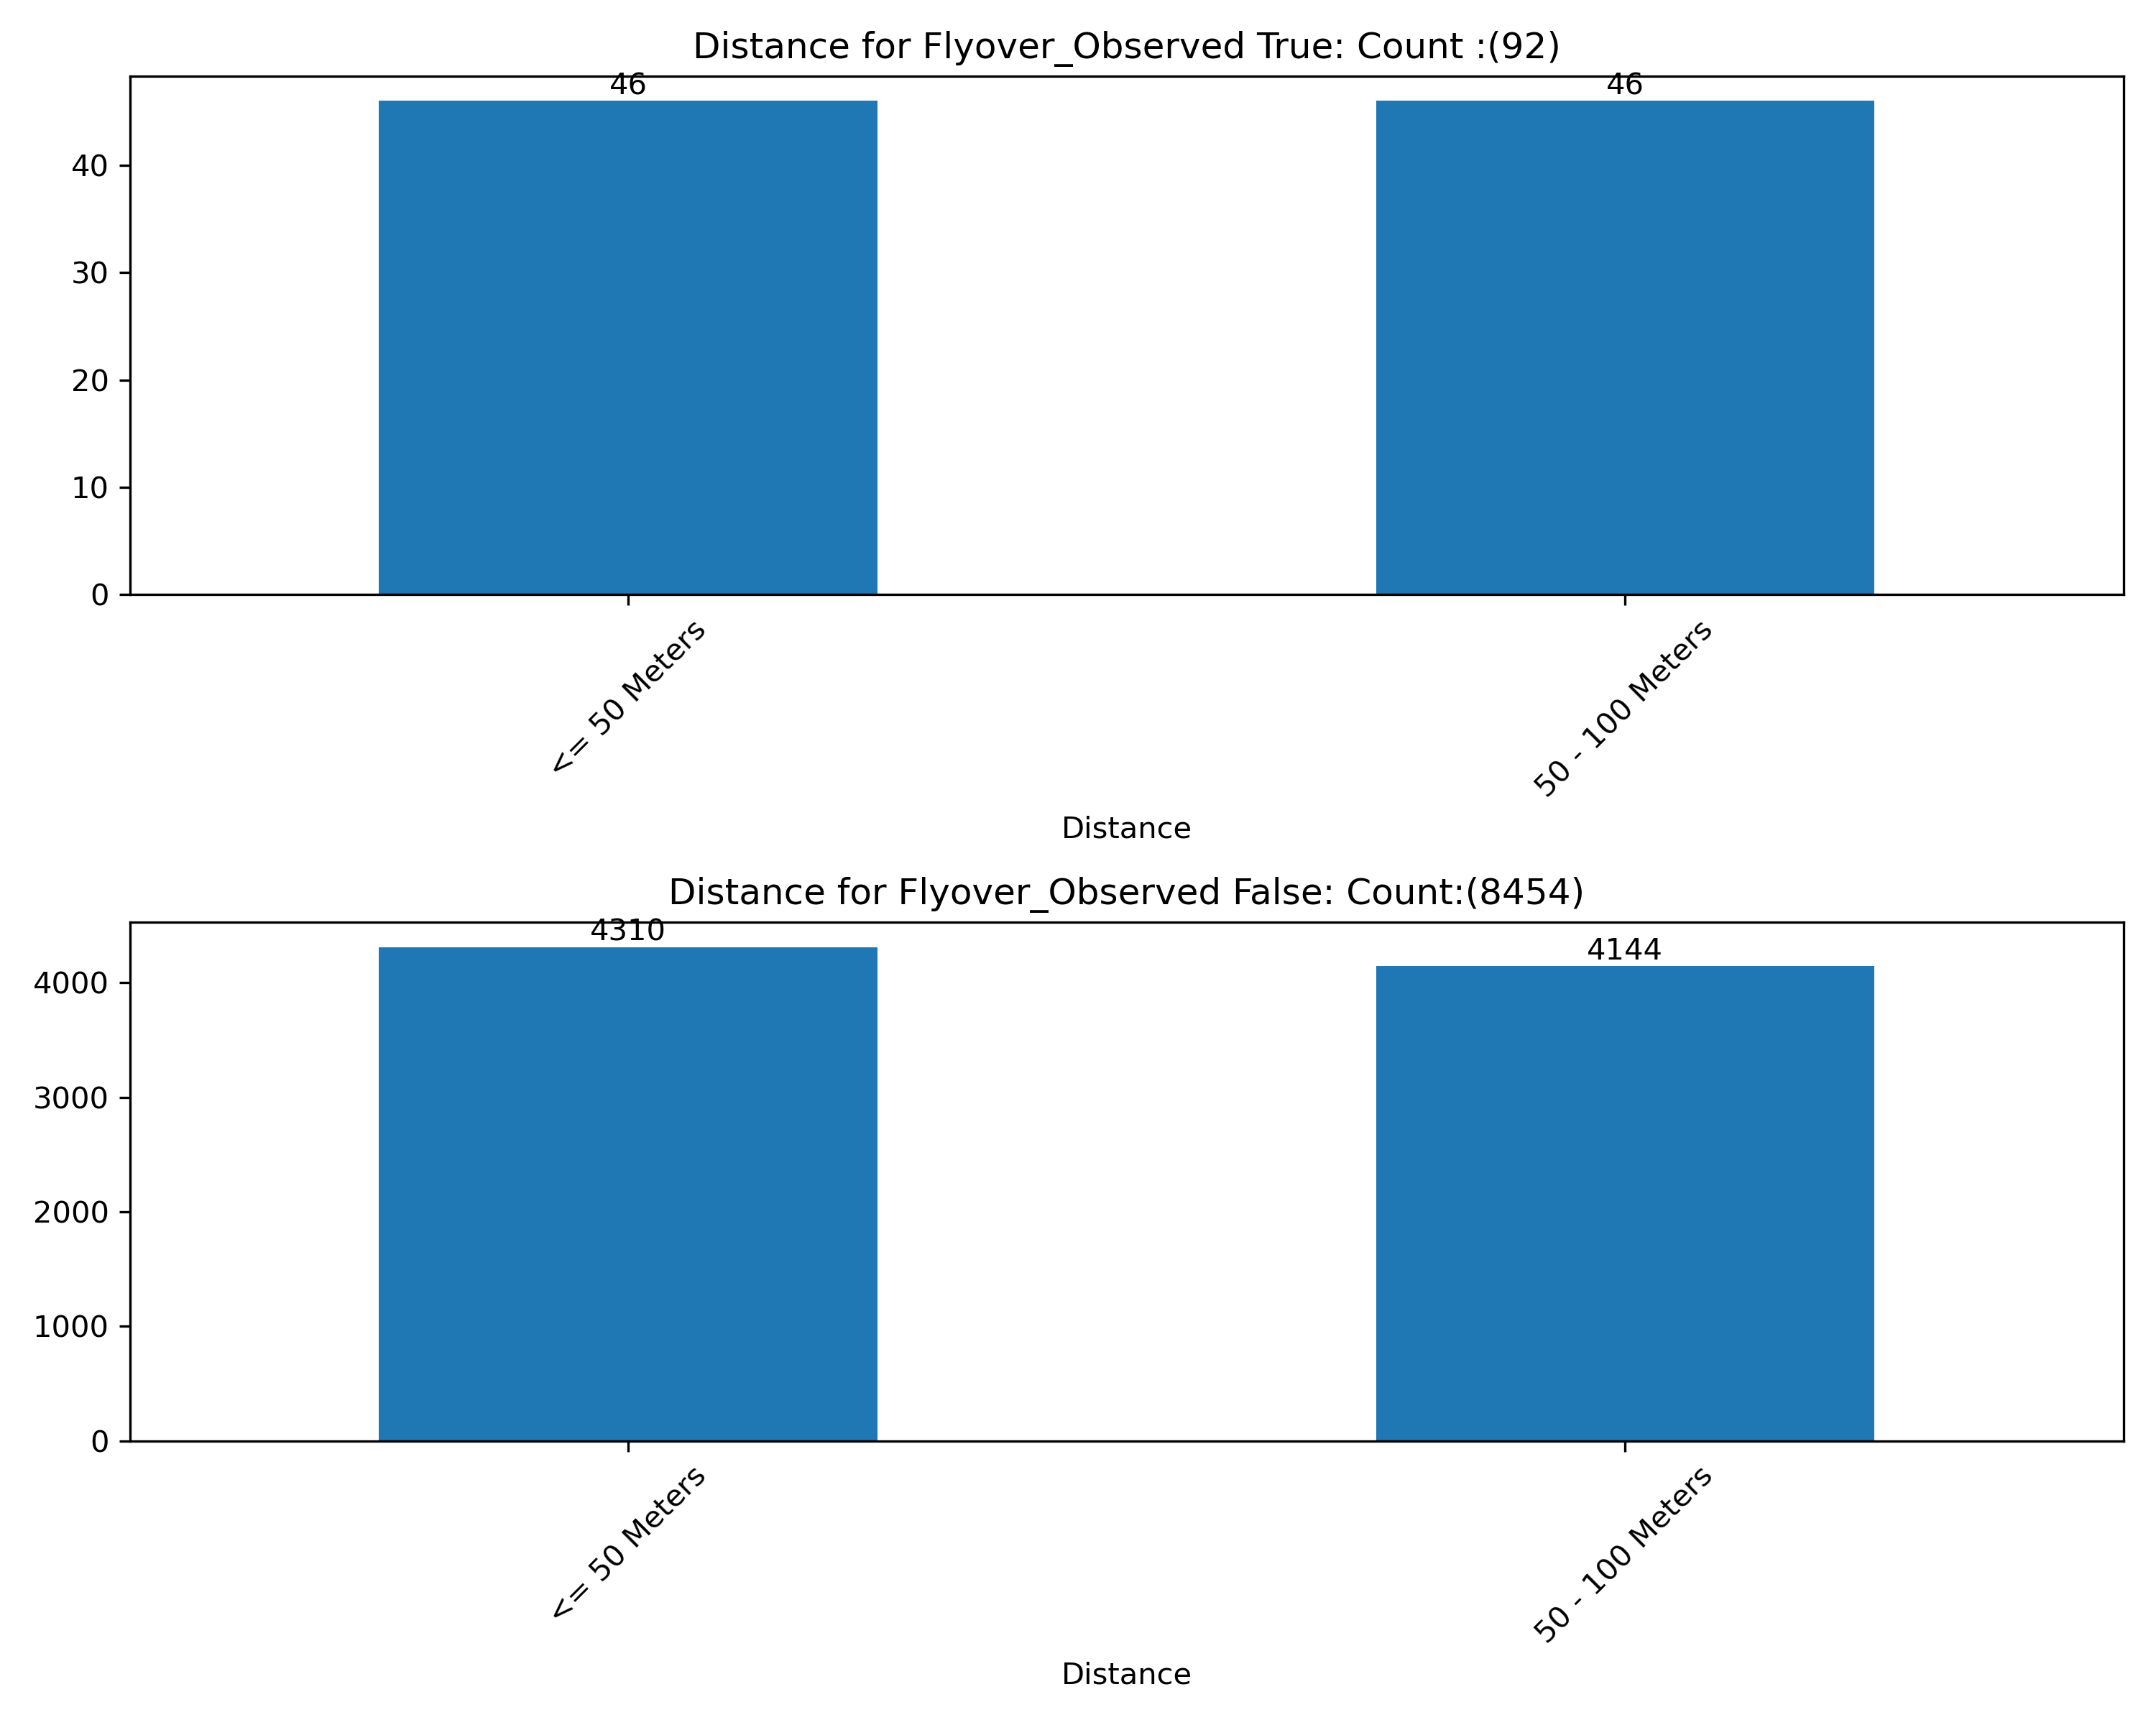 Distance for Flyover_Observed True: Count :(92)
46
46
40
30
20
10
0
<= 50 Meters
50 - 100 Meters
Distance
Distance for Flyover_Observed False: Count:(8454)
4310
4144
4000
3000
2000
1000
0
<= 50 Meters
50 - 100 Meters
Distance